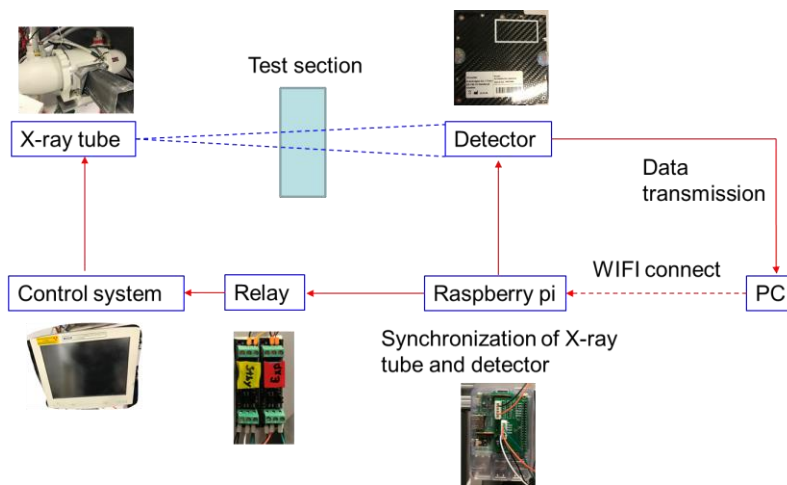 Test section
X-ray tube
Detector
Data
transmission
WIFI connect
Control system
Relay
Raspberry pi
PC
Synchronization of X-ray
tube and detector